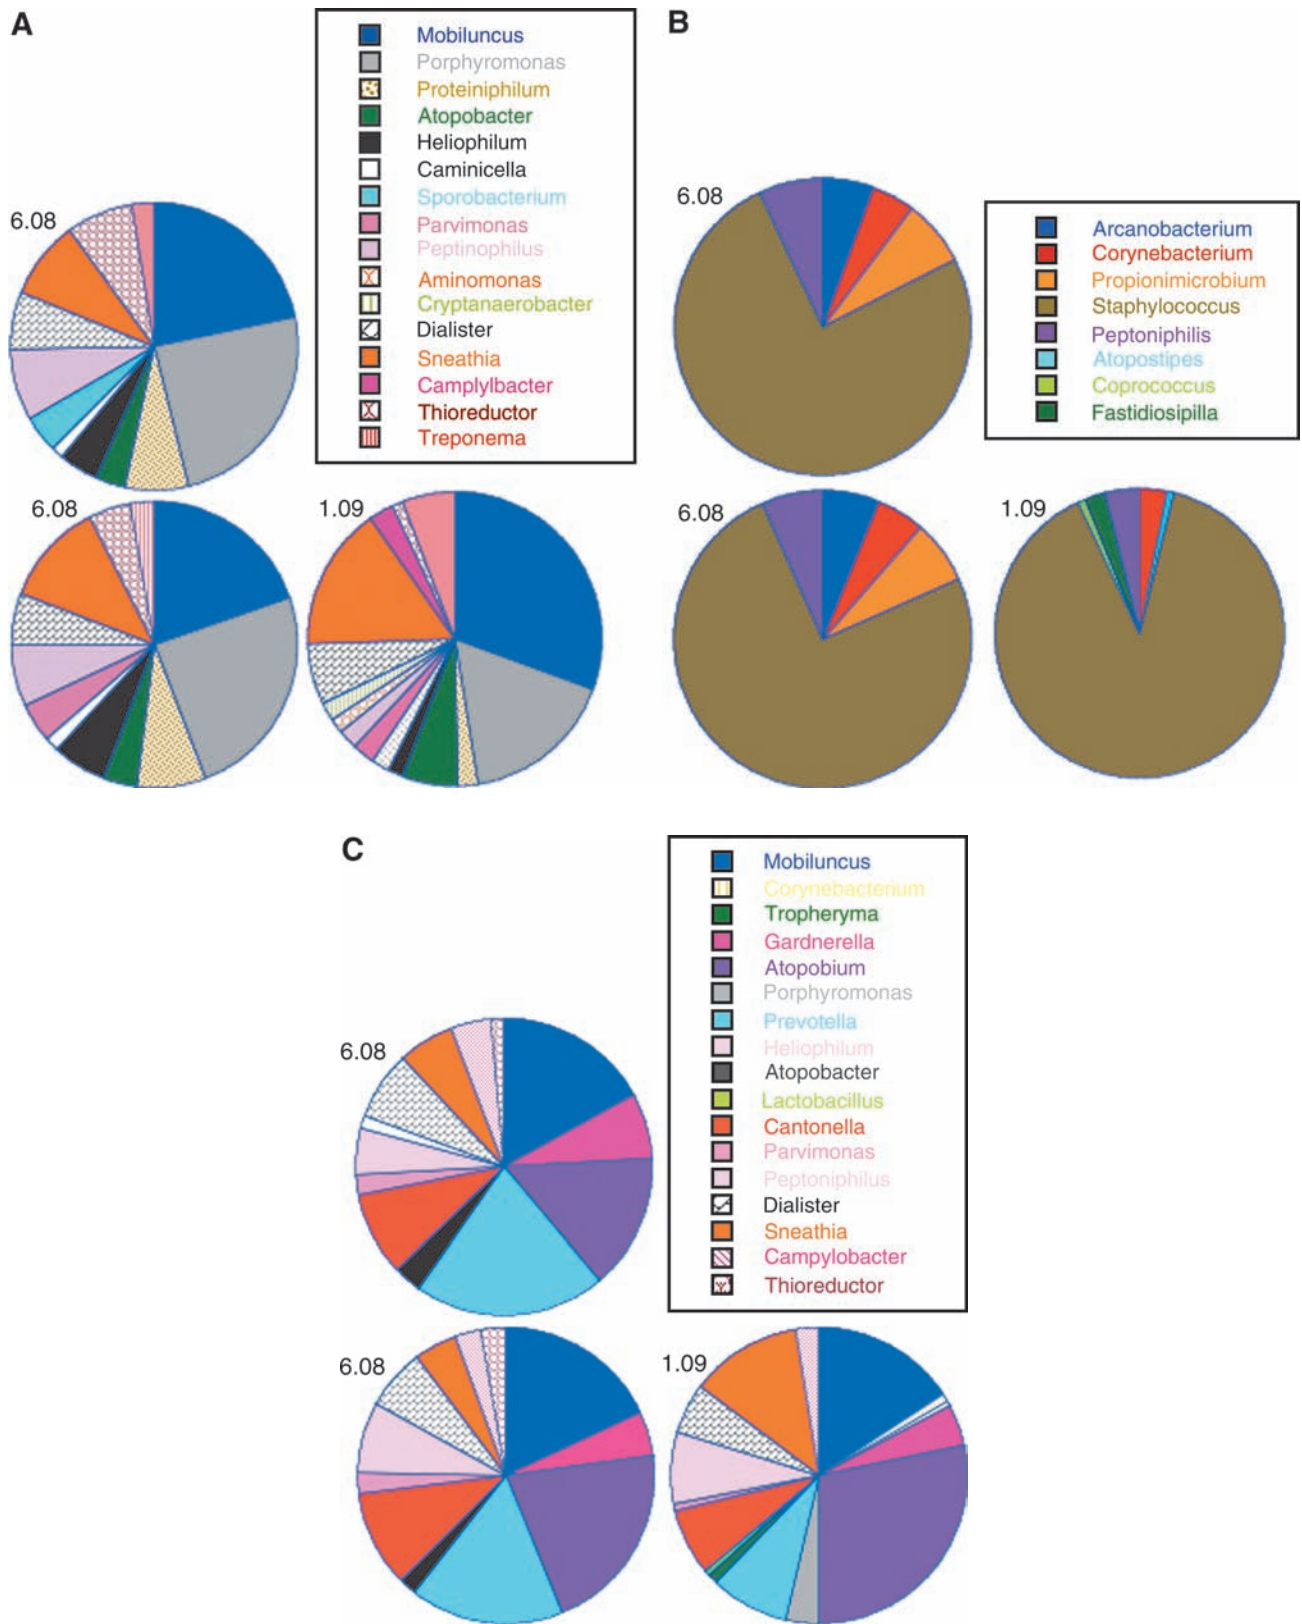 A
Mobiluncus
Porphyromonas
Proteiniphilum
Atopobacter
Heliophilum
Caminicella
Sporobacterium
Parvimonas
Peptinophilus
Aminomonas
Cryptanaerobacter
Dialister
Sneathia
Camplylbacter
Thioreductor
Treponema
6.08
6.08
1.09
B
6.08
Arcanobacterium
Corynebacterium
Propionimicrobium
Staphylococcus
Peptoniphilis
Atopostipes
Coprococcus
Fastidiosipilla
6.08
1.09
C
Mobiluncus
Corynebacterium
Tropheryma
Gardnerella
Atopobium
Porphyromonas
Prevotella
Heliophilum
Atopobacter
Lactobacillus
Cantonella
Parvimonas
Peptoniphilus
Dialister
Sneathia
Campylobacter
Thioreductor
6.08
6.08
1.09